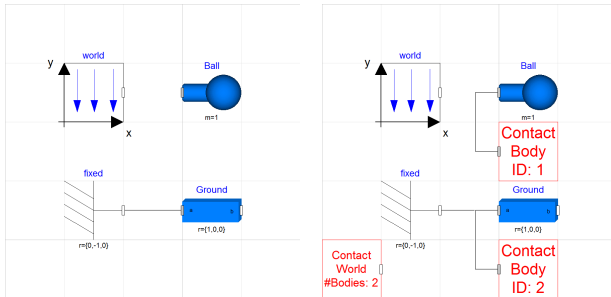 world
y
x
Ball
m=1
fixed
r={0,-1,0}
Ground
a
b
r={1,0,0}
world
y
x
Ball
m=1
Contact
Body
ID: 1
fixed
r={0,-1,0}
Ground
a
b
r={1,0,0}
Contact
World
#Bodies: 2
Contact
Body
ID: 2